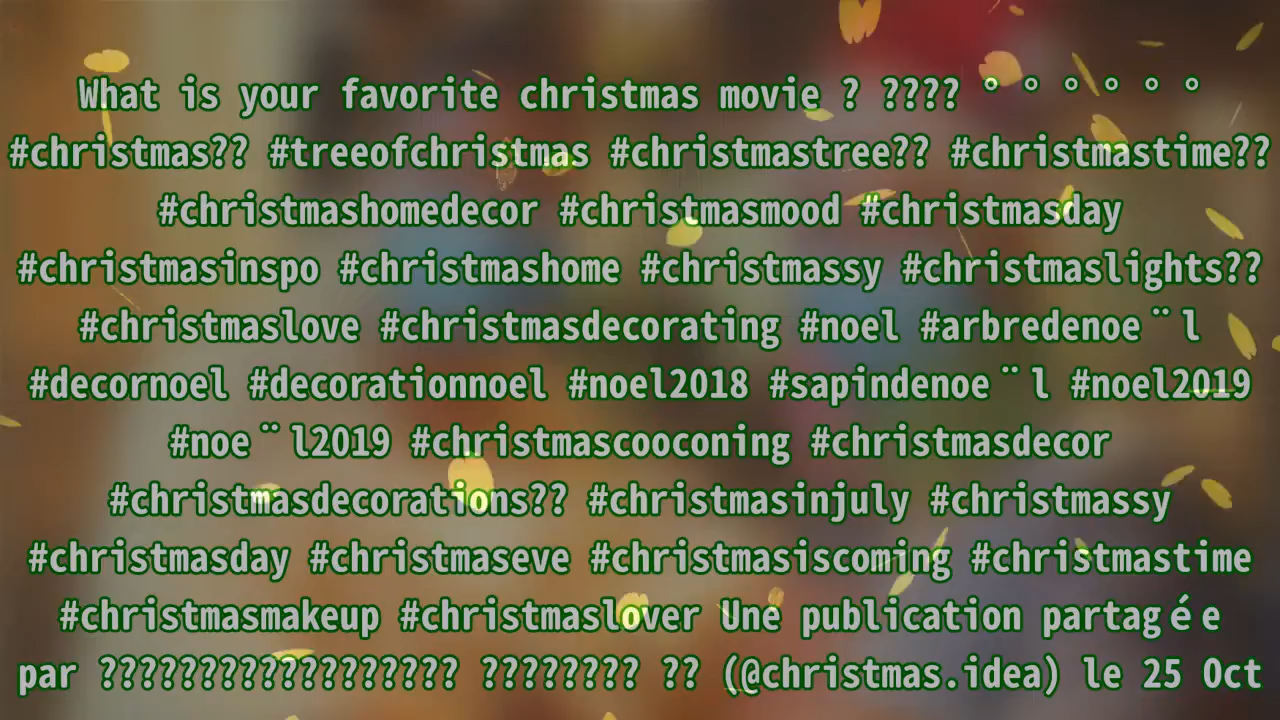 What is your favorite christmas movie ? ???? ° ° ° ° ° °
#christmas?? #treeofchristmas #christmastree?? #christmastime??
#christmashomedecor #christmasmood #christmasday
#christmasinspo #christmashome #christmassy #christmaslights??
#christmaslove #christmasdecorating #noel #arbredenoe¨l
#decornoel #decorationnoel #noel2018 #sapindenoe¨l #noel2019
#noe¨l2019 #christmascooconing #christmasdecor
#christmasdecorations?? #christmasinjuly #christmassy
#christmasday #christmaseve #christmasiscoming #christmastime
#christmasmakeup #christmaslover Une publication partagée
par ?????????????????? ???????? ?? (@christmas.idea) le 25 Oct